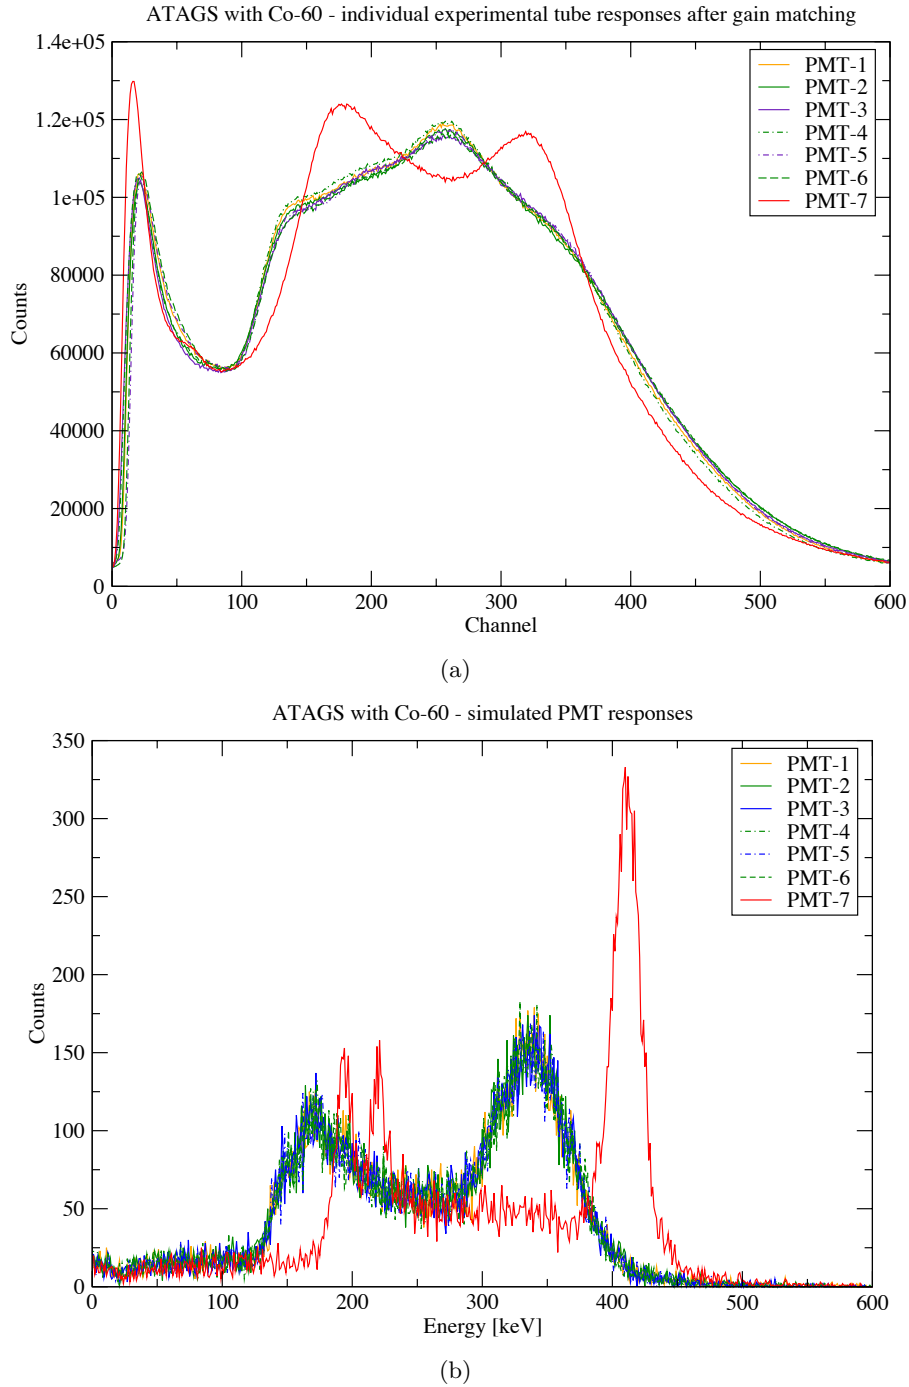 ATAGS with Co-60 - individual experimental tube responses after gain matching
1.4e+05
1.2e+05
1e+05
80000
60000
40000
20000
0
Counts
PMT-1
PMT-2
PMT-3
PMT-4
PMT-5
PMT-6
PMT-7
0 100 200 300 400 500 600
Channel
(a)
ATAGS with Co-60 - simulated PMT responses
350
300
250
200
150
100
50
0
Counts
PMT-1
PMT-2
PMT-3
PMT-4
PMT-5
PMT-6
PMT-7
0 100 200 300 400 500 600
Energy [keV]
(b)